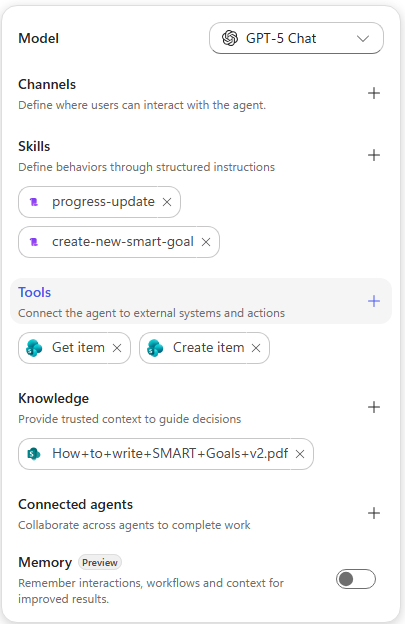 Model
GPT-5 Chat
Channels
Define where users can interact with the agent.
Skills
Define behaviors through structured instructions
progress-update
create-new-smart-goal
Tools
Connect the agent to external systems and actions
Get item
Create item
Knowledge
Provide trusted context to guide decisions
How+to+write+SMART+Goals+v2.pdf
Connected agents
Collaborate across agents to complete work
Memory Preview
Remember interactions, workflows and context for
improved results.